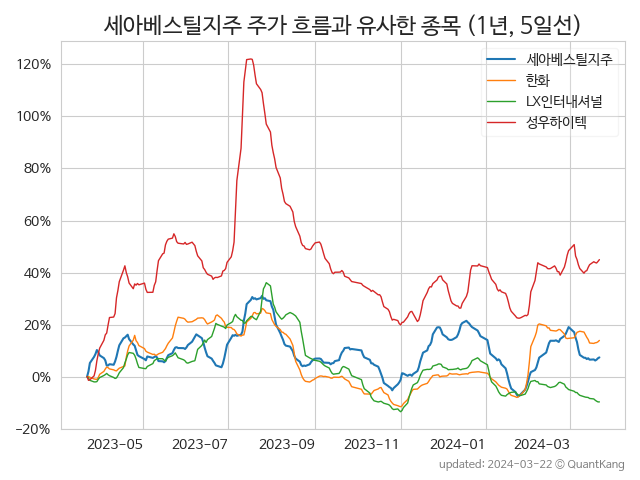 세아베스틸지주 주가 흐름과 유사한 종목 (1년, 5일선)
세아베스틸지주
한화
LX인터내셔널
성우하이텍
120%
100%
80%
60%
40%
20%
0%
−20%
2023−05 2023−07 2023−09 2023−11 2024−01 2024−03
updated: 2024-03-22 © QuantKang